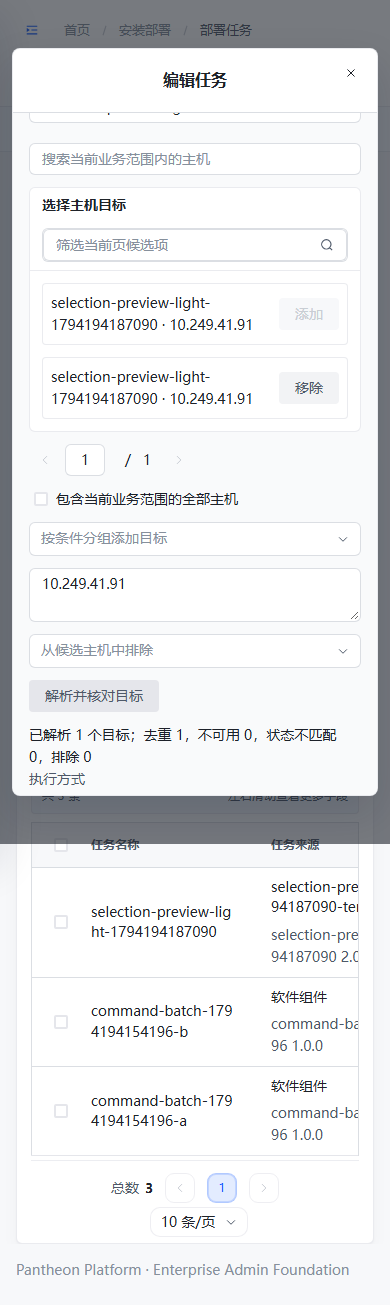 首页 / 安装部署 / 部署任务
编辑任务
搜索当前业务范围内的主机
选择主机目标
筛选当前页候选项
selection-preview-light-
1794194187090 · 10.249.41.91
添加
selection-preview-light-
1794194187090 · 10.249.41.91
移除
1 / 1
包含当前业务范围的全部主机
按条件分组添加目标
10.249.41.91
从候选主机中排除
解析并核对目标
已解析 1 个目标；去重 1，不可用 0，状态不匹配
0，排除 0
执行方式
任务名称 任务来源
selection-preview-lig
ht-1794194187090
selection-pre
94187090-ter
selection-pre
94187090 2.0
command-batch-179
4194154196-b
软件组件
command-ba
96 1.0.0
command-batch-179
4194154196-a
软件组件
command-ba
96 1.0.0
总数 3
1
10 条/页
Pantheon Platform · Enterprise Admin Foundation